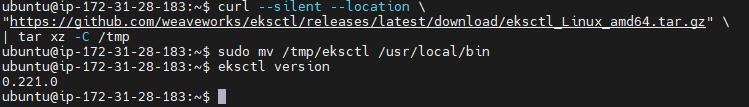 ubuntu@ip-172-31-28-183:~$ curl --silent --location \
"https://github.com/weaveworks/eksctl/releases/latest/download/eksctl_Linux_amd64.tar.gz" \
| tar xz -C /tmp
ubuntu@ip-172-31-28-183:~$ sudo mv /tmp/eksctl /usr/local/bin
ubuntu@ip-172-31-28-183:~$ eksctl version
0.221.0
ubuntu@ip-172-31-28-183:~$